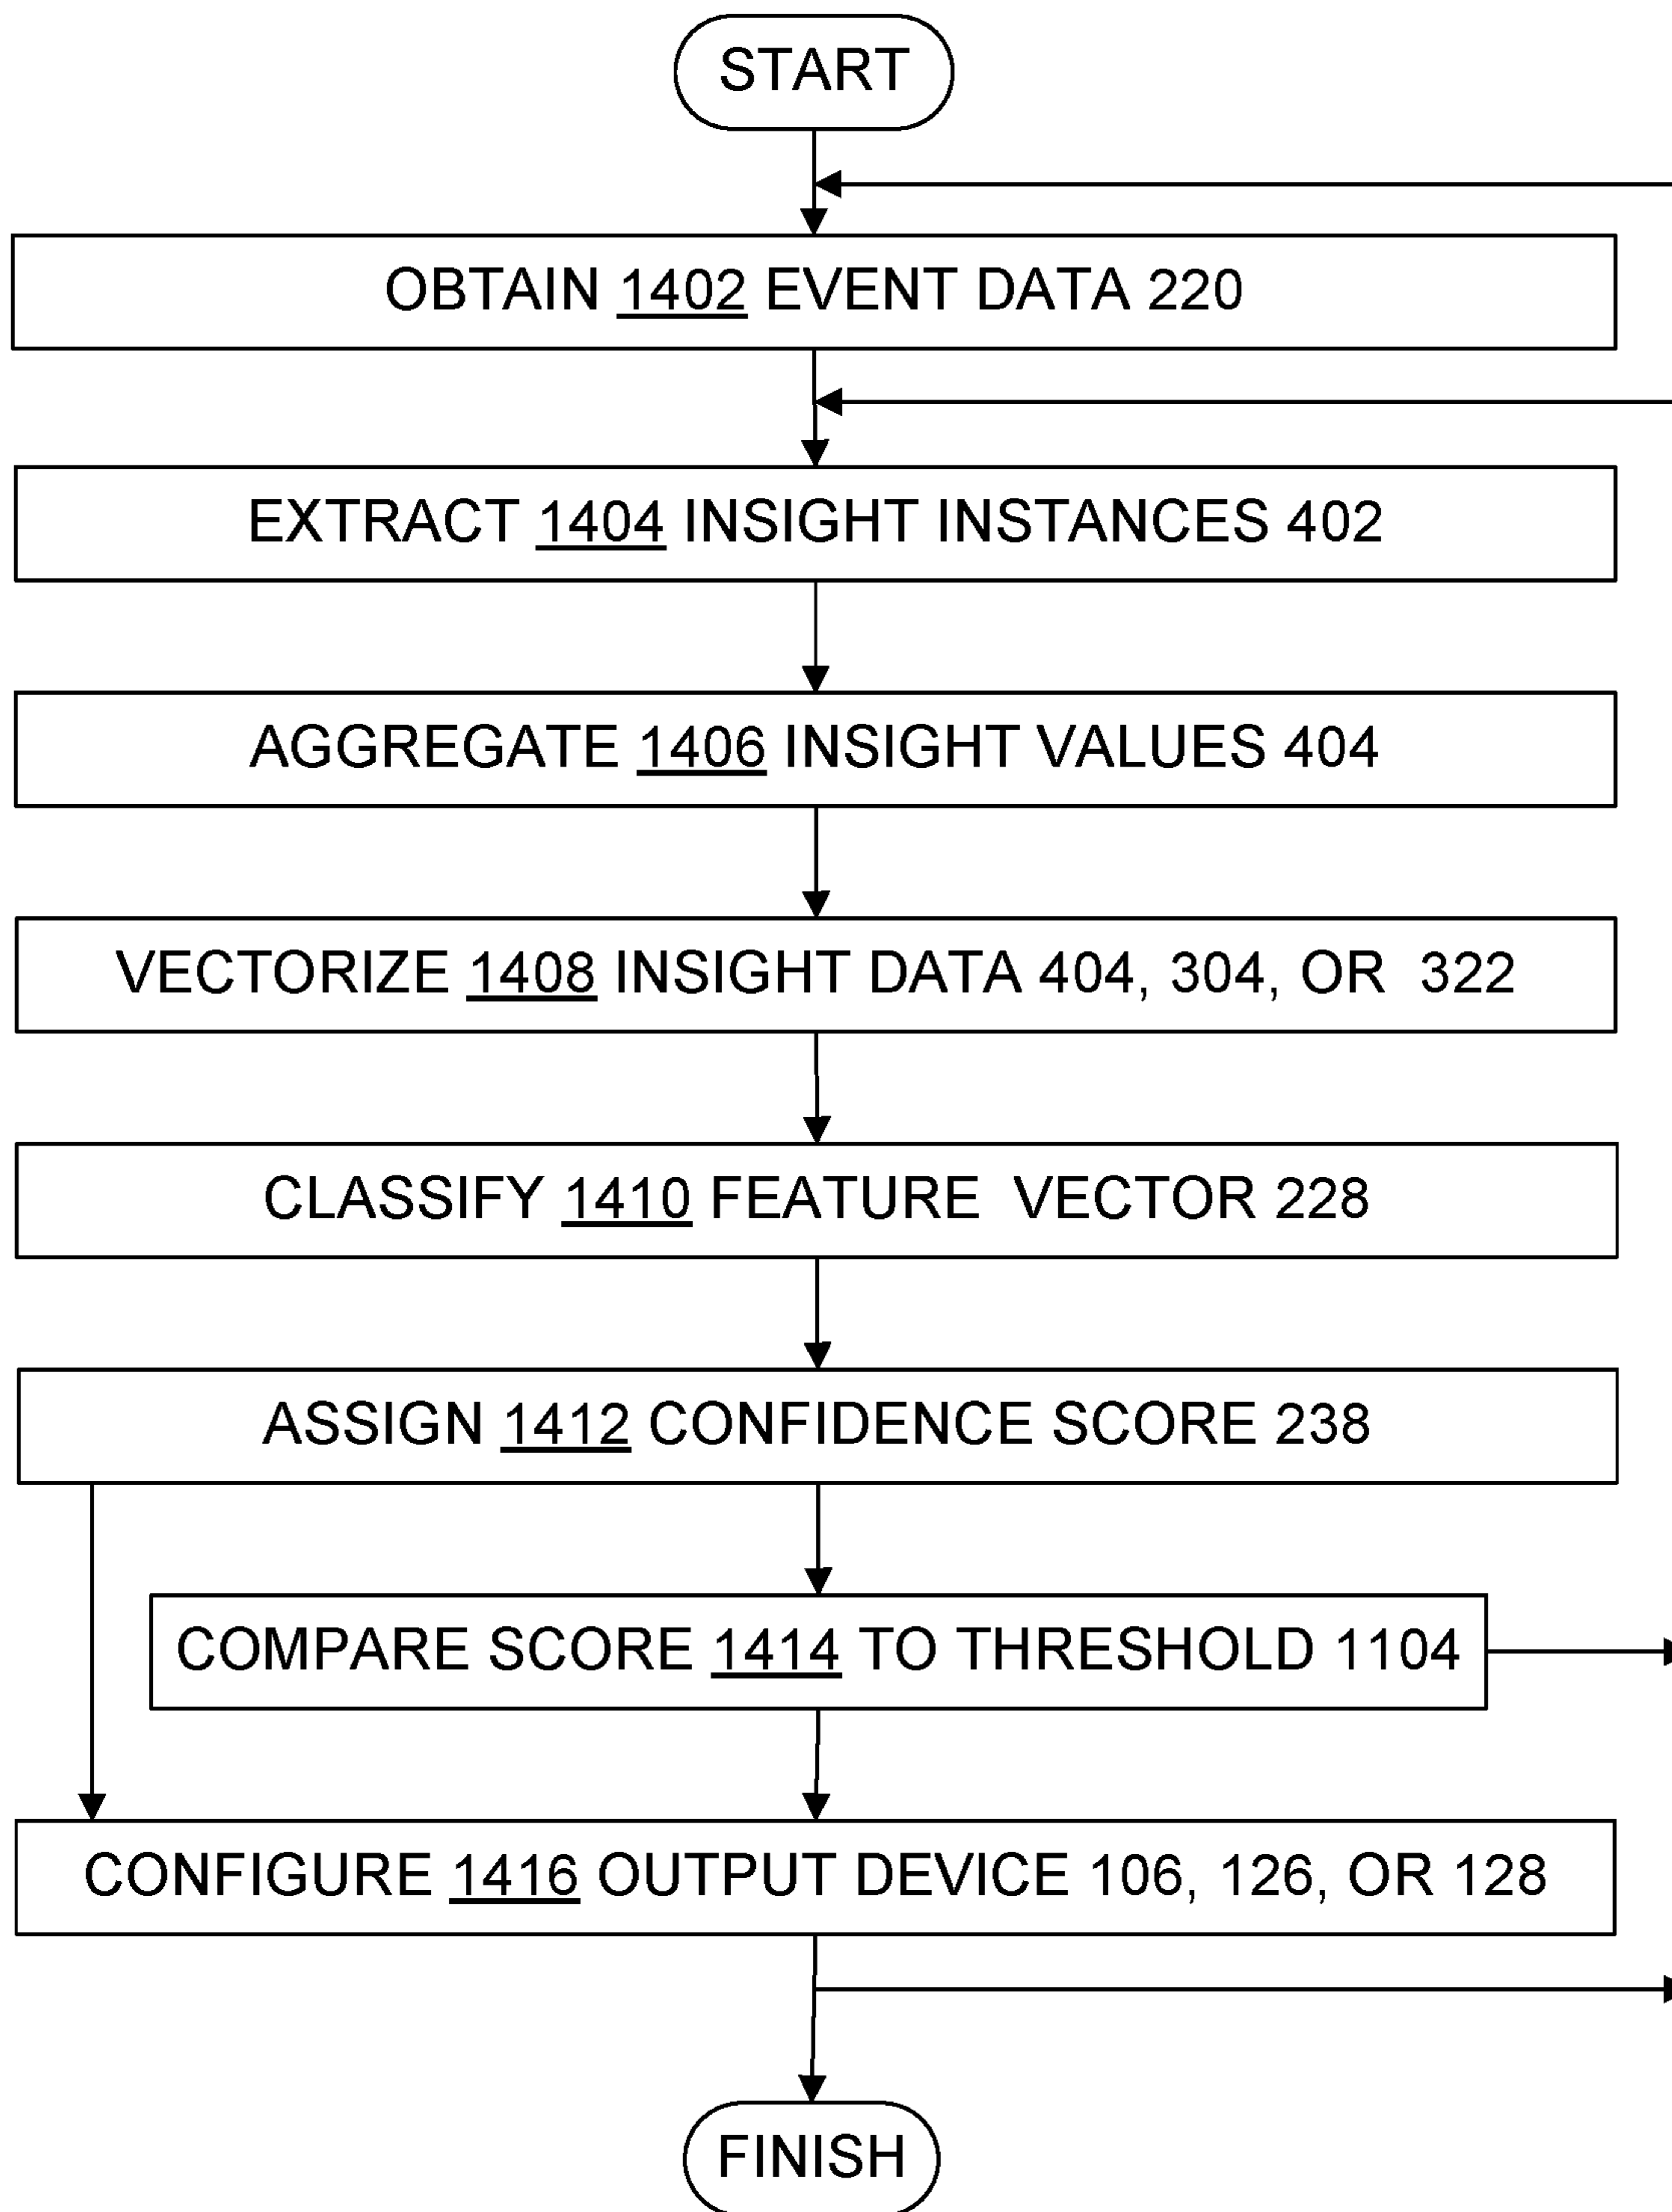 START
OBTAIN 1402 EVENT DATA 220
EXTRACT 1404 INSIGHT INSTANCES 402
AGGREGATE 1406 INSIGHT VALUES 404
VECTORIZE 1408 INSIGHT DATA 404, 304, OR 322
CLASSIFY 1410 FEATURE VECTOR 228
ASSIGN 1412 CONFIDENCE SCORE 238
COMPARE SCORE 1414 TO THRESHOLD 1104
CONFIGURE 1416 OUTPUT DEVICE 106, 126, OR 128
FINISH